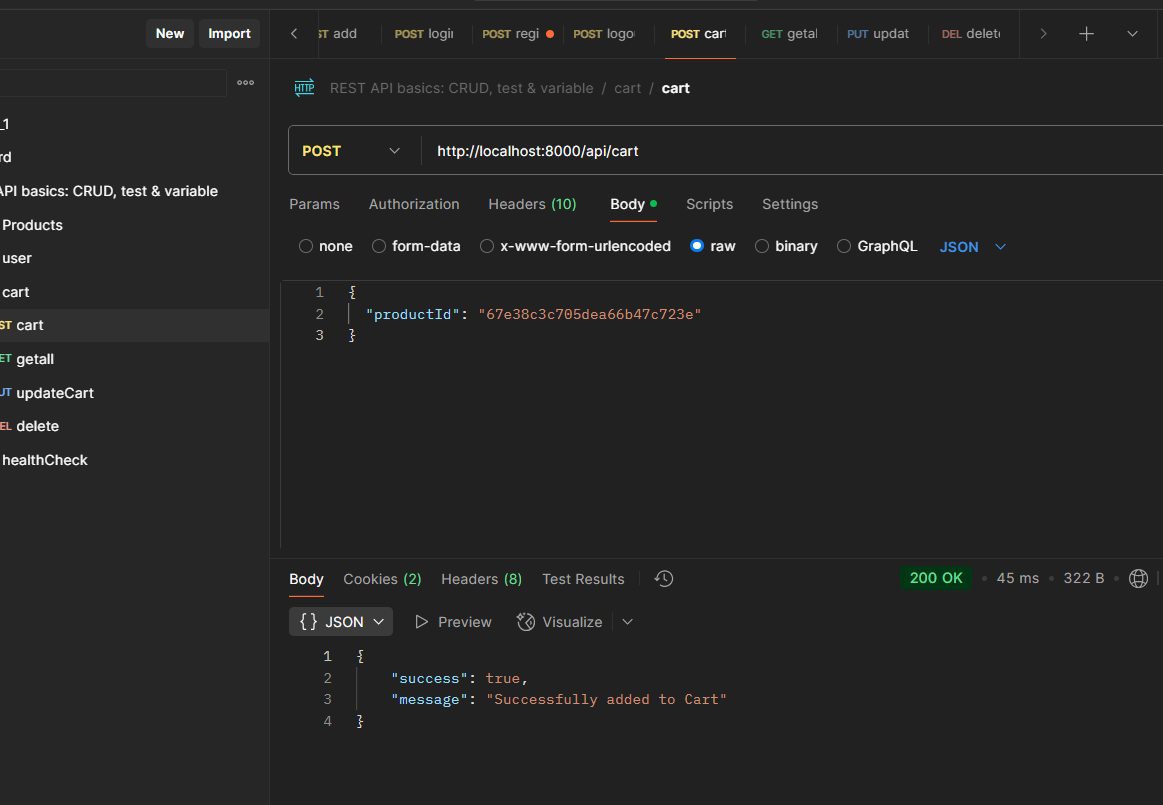 New Import
ST add POST logii POST regi POST logo POST car GET getal PUT updat DEL delete
HTTP REST API basics: CRUD, test & variable / cart / cart
_1
rd
API basics: CRUD, test & variable
Products
user
cart
ST cart
ET getall
UT updateCart
EL delete
healthCheck
POST http://localhost:8000/api/cart
Params Authorization Headers (10) Body Scripts Settings
none form-data x-www-form-urlencoded raw binary GraphQL JSON
1 {
2 "productId": "67e38c3c705dea66b47c723e"
3 }
Body Cookies (2) Headers (8) Test Results 200 OK • 45 ms • 322 B •
{} JSON Preview Visualize
1 {
2 "success": true,
3 "message": "Successfully added to Cart"
4 }